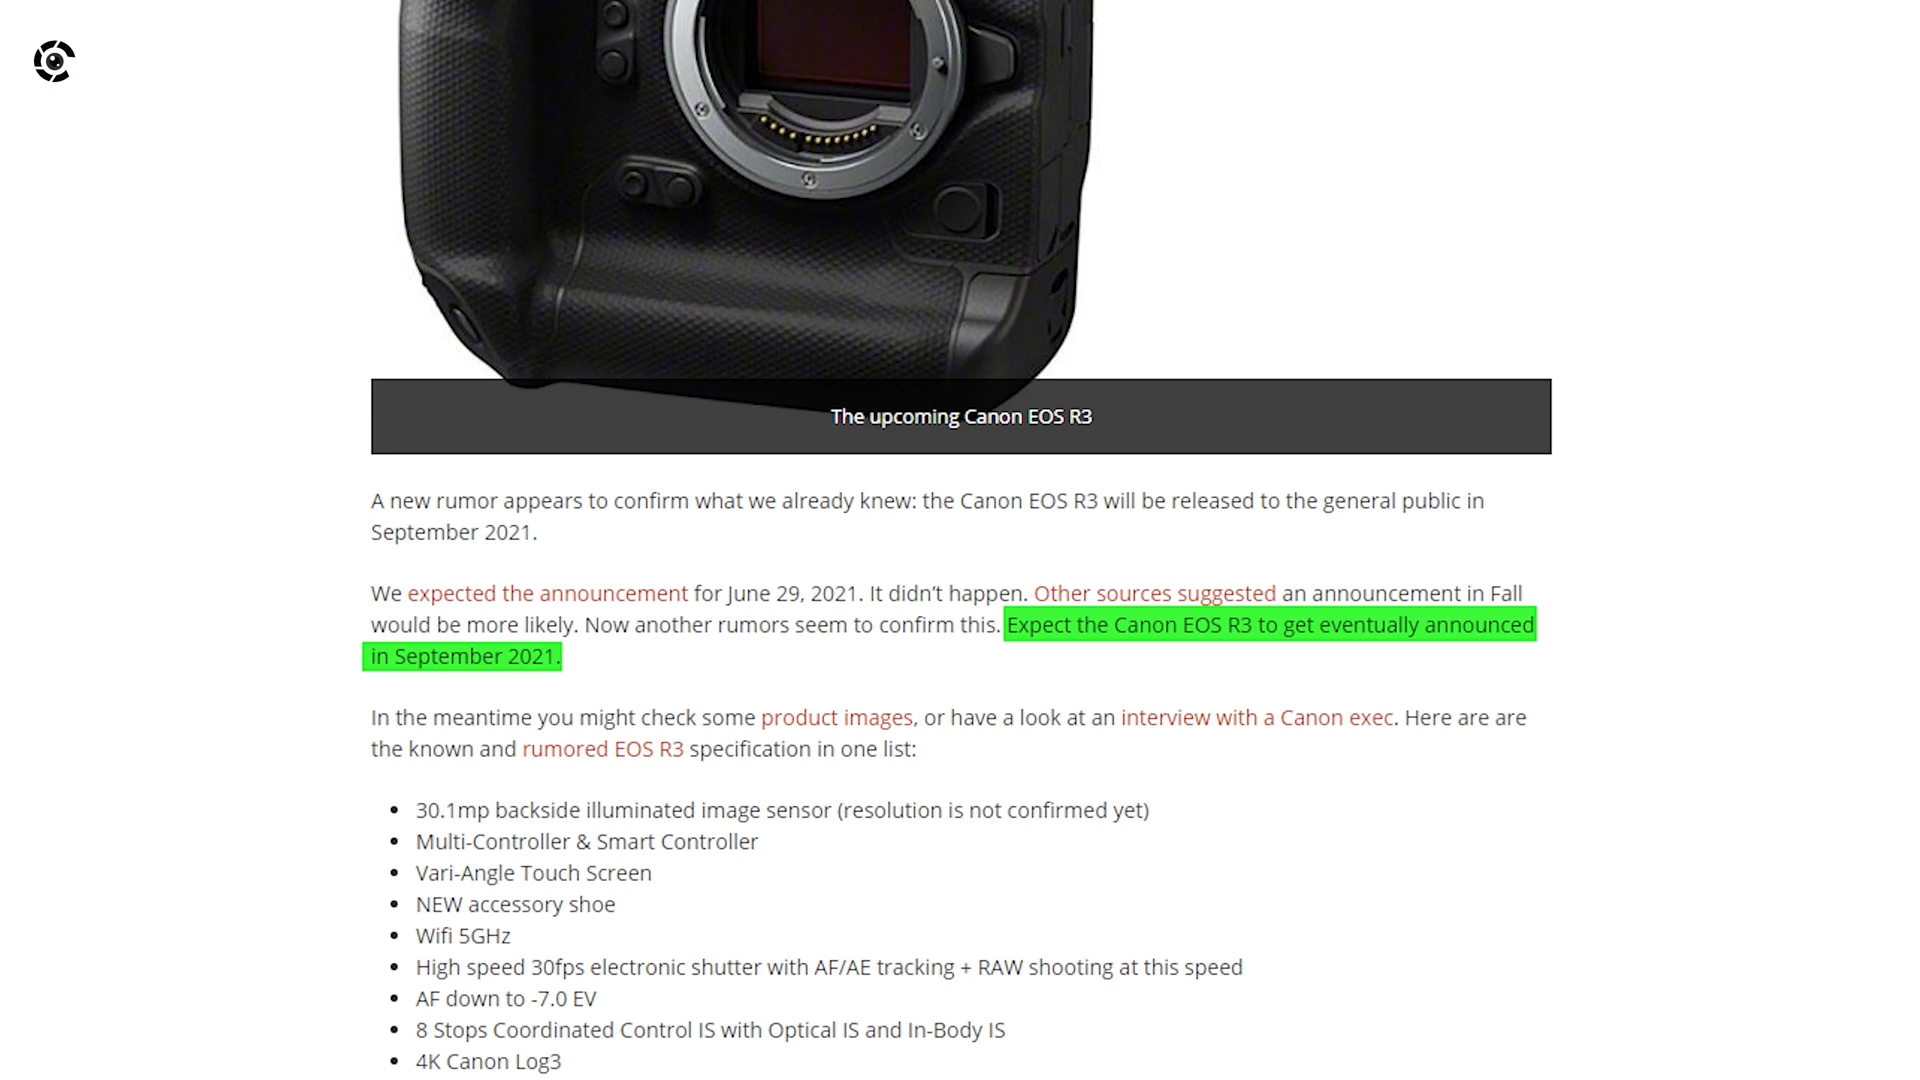 The upcoming Canon EOS R3
A new rumor appears to confirm what we already knew: the Canon EOS R3 will be released to the general public in
September 2021.
We expected the announcement for June 29, 2021. It didn't happen. Other sources suggested an announcement in Fall
would be more likely. Now another rumors seem to confirm this. Expect the Canon EOS R3 to get eventually announced
in September 2021.
In the meantime you might check some product images, or have a look at an interview with a Canon exec. Here are are
the known and rumored EOS R3 specification in one list:
• 30.1mp backside illuminated image sensor (resolution is not confirmed yet)
• Multi-Controller & Smart Controller
• Vari-Angle Touch Screen
• NEW accessory shoe
• Wifi 5GHz
• High speed 30fps electronic shutter with AF/AE tracking + RAW shooting at this speed
• AF down to -7.0 EV
• 8 Stops Coordinated Control IS with Optical IS and In-Body IS
• 4K Canon Log3